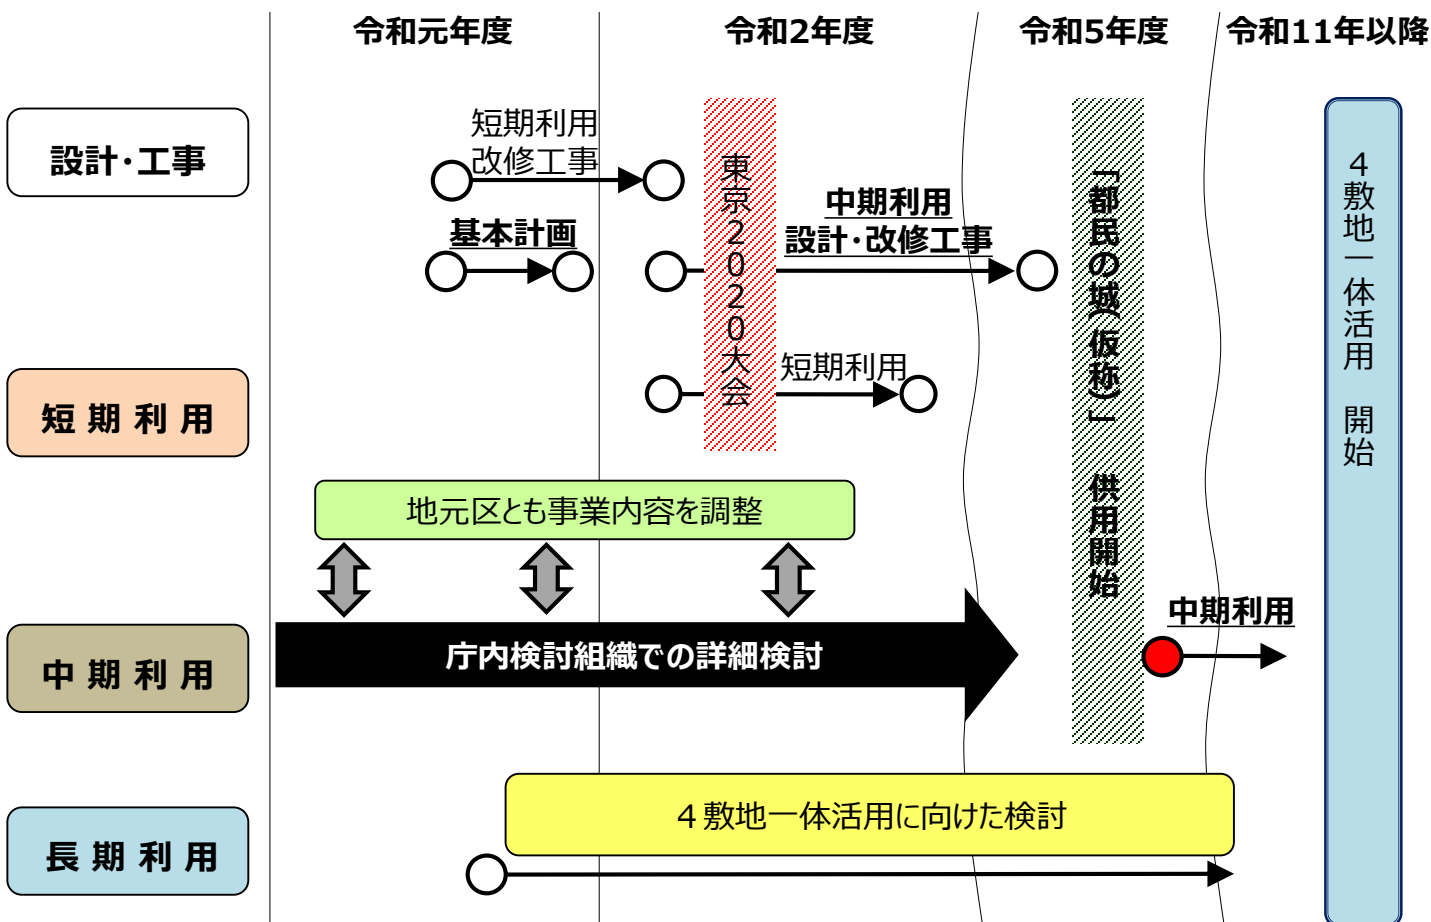 令和元年度
令和2年度
令和5年度
令和11年以降
設計・工事
短期利用
改修工事
基本計画
東京2020大会
中期利用
設計・改修工事
「都民の城(仮称)」 供用開始
4敷地一体活用 開始
短期利用
短期利用
地元区とも事業内容を調整
中期利用
庁内検討組織での詳細検討
中期利用
長期利用
4敷地一体活用に向けた検討